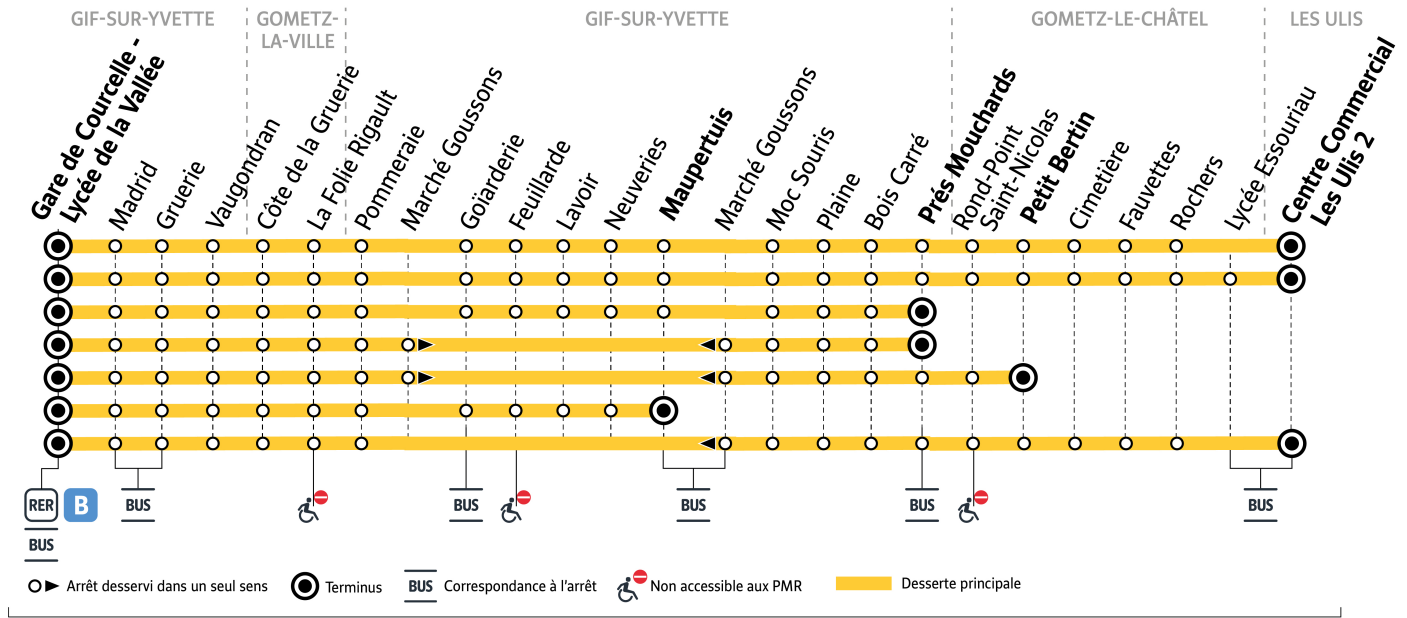 GIF-SUR-YVETTE
GOMETZ-
LA-VILLE
GIF-SUR-YVETTE
GOMETZ-LE-CHÂTEL
LES ULIS
Gare de Courcelle -
Lycée de la Vallée
Madrid
Gruerie
Vaugondran
Côte de la Gruerie
La Folie Rigault
Pommeraie
Marché Goussons
Goïarderie
Feuillarde
Lavoir
Neuveries
Maupertuis
Marché Goussons
Moc Souris
Plaine
Bois Carré
Prés Mouchards
Rond-Point
Saint-Nicolas
Petit Bertin
Cimetière
Fauvettes
Rochers
Lycée Essouriau
Centre Commercial
Les Ulis 2
RER B
BUS
BUS
BUS
BUS
BUS
BUS
Arrêt desservi dans un seul sens
Terminus
BUS Correspondance à l'arrêt
Non accessible aux PMR
Desserte principale